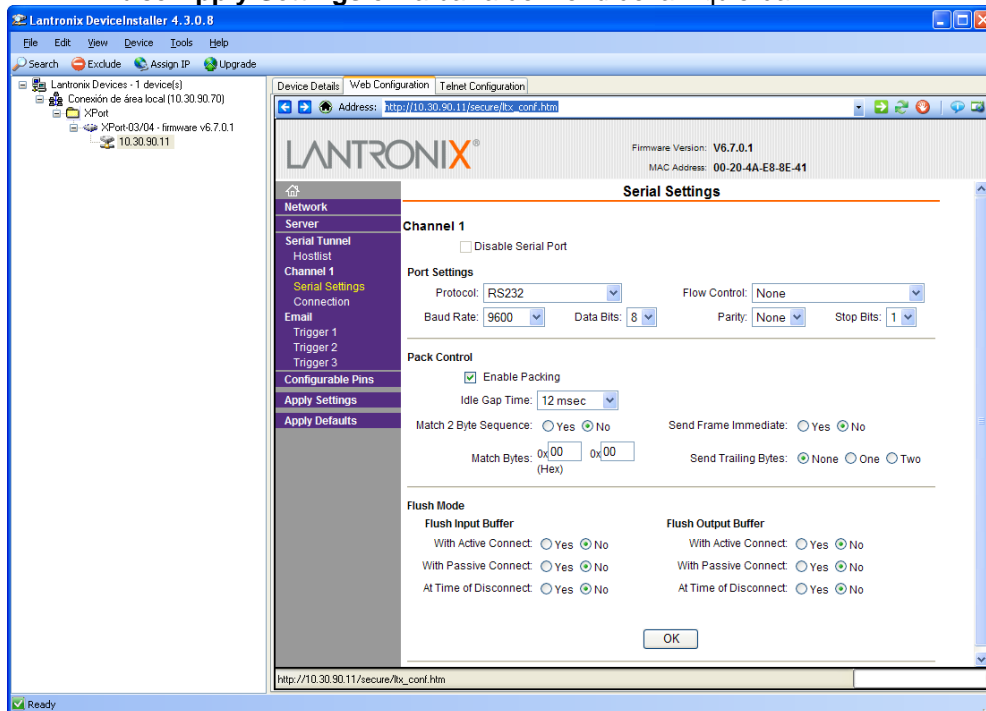 Apply Settings
Lantronix DeviceInstaller 4.3.0.8
File Edit View Device Tools Help
Search Exclude Assign IP Upgrade
Lantronix Devices - 1 device(s)
Conexión de área local (10.30.90.70)
XPort
XPort-03/04 - firmware v6.7.0.1
10.30.90.11
Device Details Web Configuration Telnet Configuration
Address: http://10.30.90.11/secure/ltx_conf.htm
LANTRONIX®
Firmware Version: V6.7.0.1
MAC Address: 00-20-4A-E8-8E-41
Network
Server
Serial Tunnel
Hostlist
Channel 1
Serial Settings
Connection
Email
Trigger 1
Trigger 2
Trigger 3
Configurable Pins
Apply Settings
Apply Defaults
Serial Settings
Channel 1
Disable Serial Port
Port Settings
Protocol: RS232 Flow Control: None
Baud Rate: 9600 Data Bits: 8 Parity: None Stop Bits: 1
Pack Control
Enable Packing
Idle Gap Time: 12 msec
Match 2 Byte Sequence: Yes No Send Frame Immediate: Yes No
Match Bytes: 0x 00 0x 00 Send Trailing Bytes: None One Two
(Hex)
Flush Mode
Flush Input Buffer Flush Output Buffer
With Active Connect: Yes No With Active Connect: Yes No
With Passive Connect: Yes No With Passive Connect: Yes No
At Time of Disconnect: Yes No At Time of Disconnect: Yes No
OK
http://10.30.90.11/secure/ltx_conf.htm
Ready